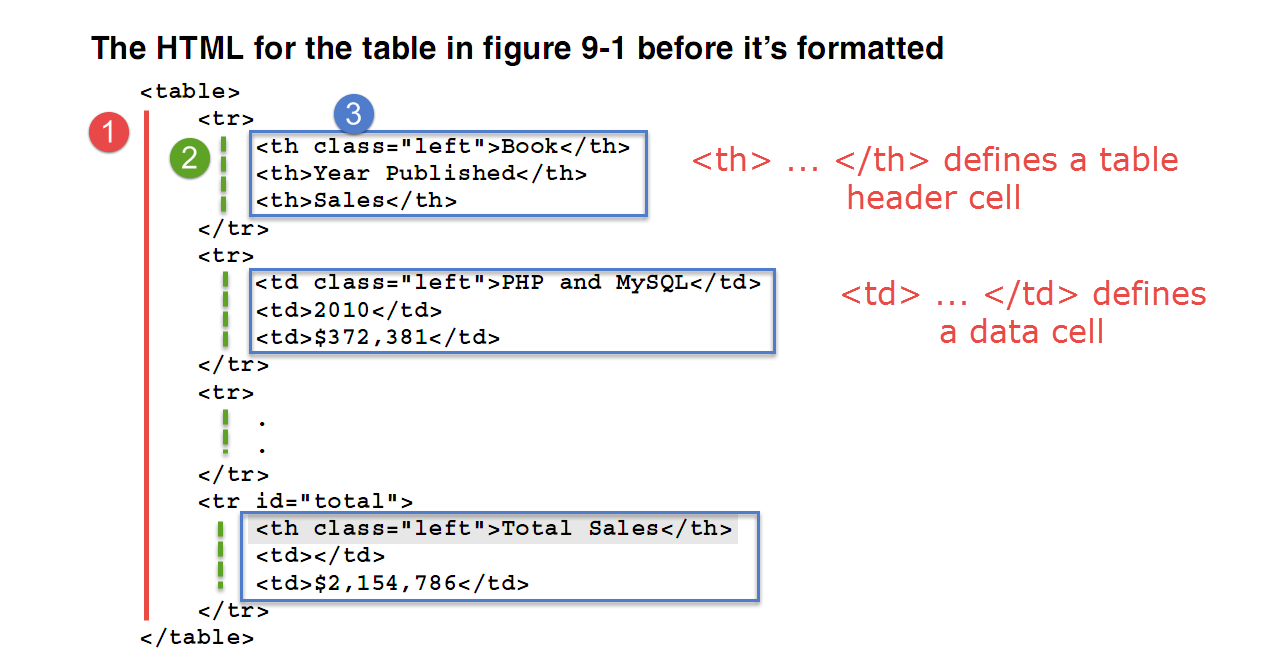 The HTML for the table in figure 9-1 before it's formatted
<table>
1
<tr>
3
2
<th class="left">Book</th>
<th>Year Published</th>
<th>Sales</th>
<th> ... </th> defines a table
header cell
</tr>
<tr>
<td class="left">PHP and MySQL</td>
<td>2010</td>
<td>$372,381</td>
<td> ... </td> defines
a data cell
</tr>
<tr>
.
.
</tr>
<tr id="total">
<th class="left">Total Sales</th>
<td></td>
<td>$2,154,786</td>
</tr>
</table>